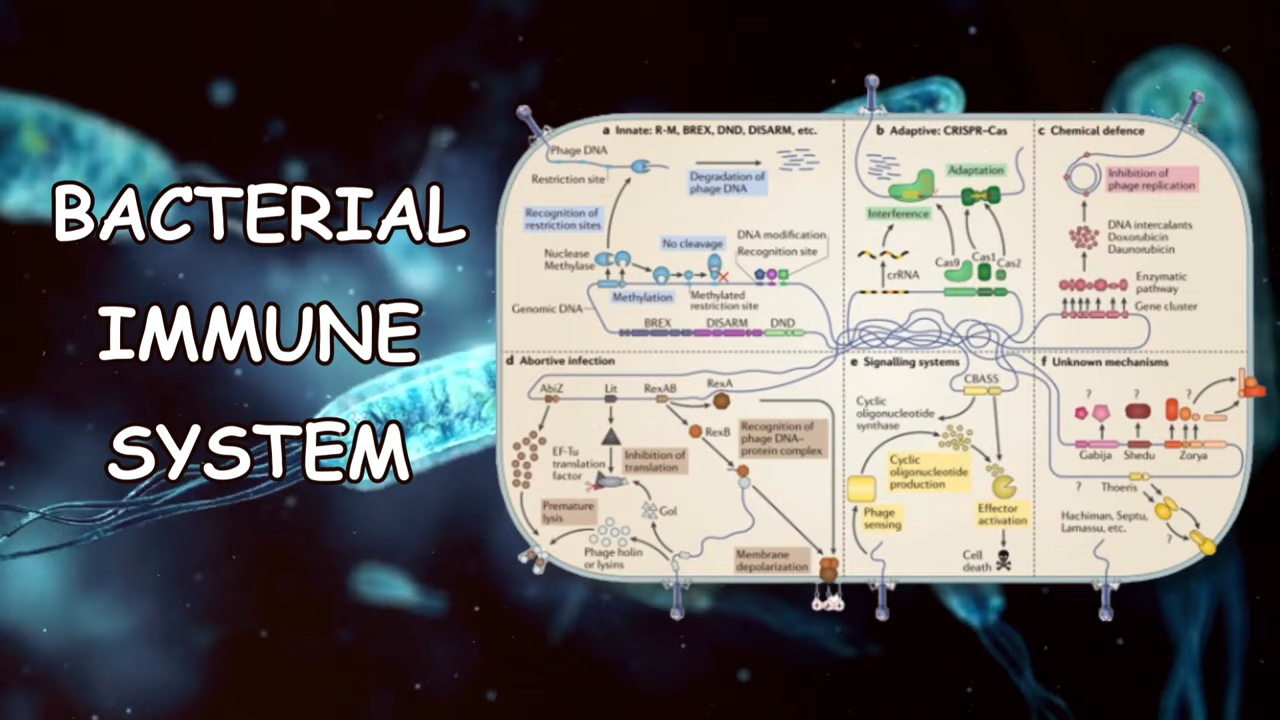 BACTERIAL
IMMUNE
SYSTEM
a Innate: R-M, BREX, DND, DISARM, etc.
Phage DNA
Restriction site
Degradation of
phage DNA
Recognition of
restriction sites
Nuclease
Methylase
No cleavage
DNA modification
Recognition site
Methylation
Methylated
restriction site
Genomic DNA
BREX
DISARM
DND
b Adaptive: CRISPR–Cas
Adaptation
Interference
crRNA
Cas9
Cas1
Cas2
c Chemical defence
Inhibition of
phage replication
DNA intercalants
Doxorubicin
Daunorubicin
Enzymatic
pathway
Gene cluster
d Abortive infection
AbiZ
Lit
RexAB
RexA
RexB
Recognition of
phage DNA–
protein complex
EF-Tu
translation
factor
Inhibition of
translation
Premature
lysis
Gol
Phage holin
or lysins
Membrane
depolarization
e Signalling systems
CBASS
Cyclic
oligonucleotide
synthase
Cyclic
oligonucleotide
production
Phage
sensing
Effector
activation
Cell
death
f Unknown mechanisms
? ? ?
Gabija Shedu Zorya
? Thoeris
Hachiman, Septu,
Lamassu, etc.
?